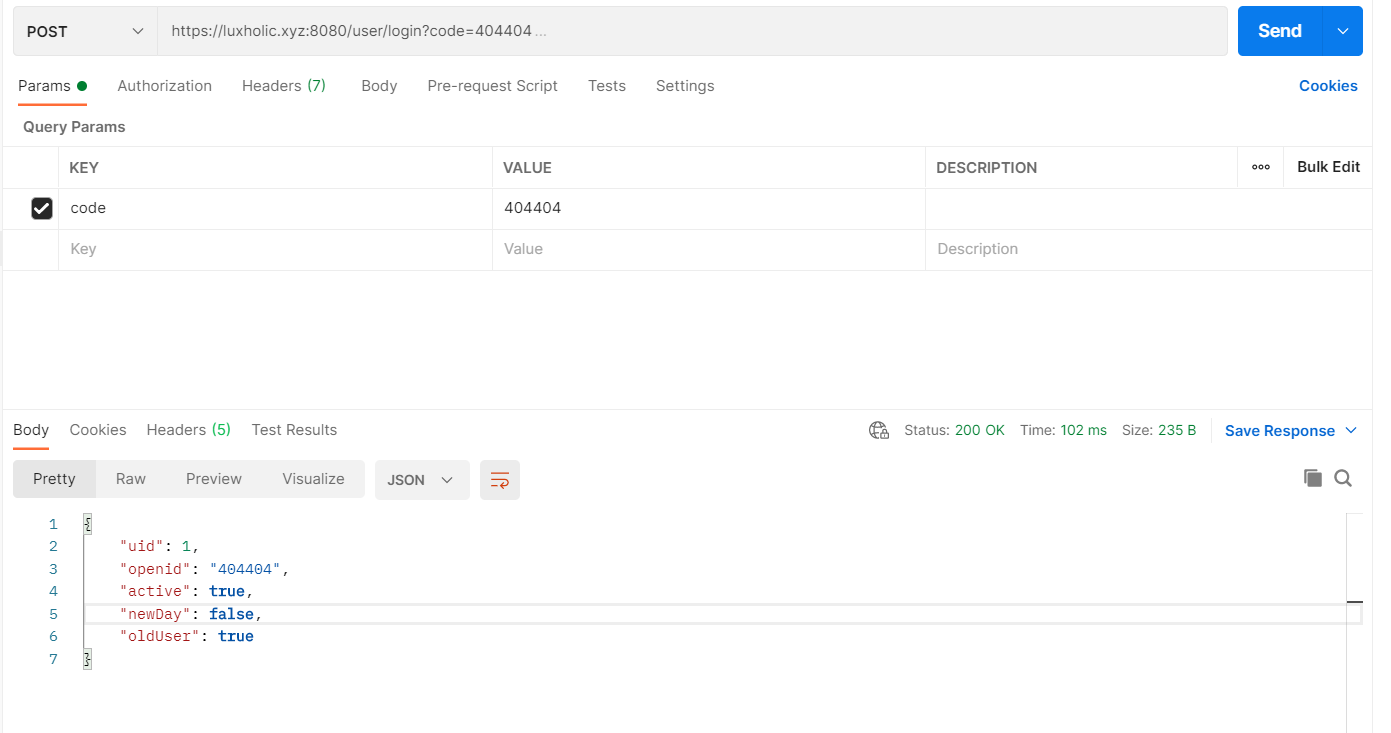 POST https://luxholic.xyz:8080/user/login?code=404404 ... Send
Params Authorization Headers (7) Body Pre-request Script Tests Settings Cookies
Query Params
KEY VALUE DESCRIPTION ooo Bulk Edit
code 404404
Key Value Description
Body Cookies Headers (5) Test Results Status: 200 OK Time: 102 ms Size: 235 B Save Response
Pretty Raw Preview Visualize JSON
1 {
2 "uid": 1,
3 "openid": "404404",
4 "active": true,
5 "newDay": false,
6 "oldUser": true
7 }